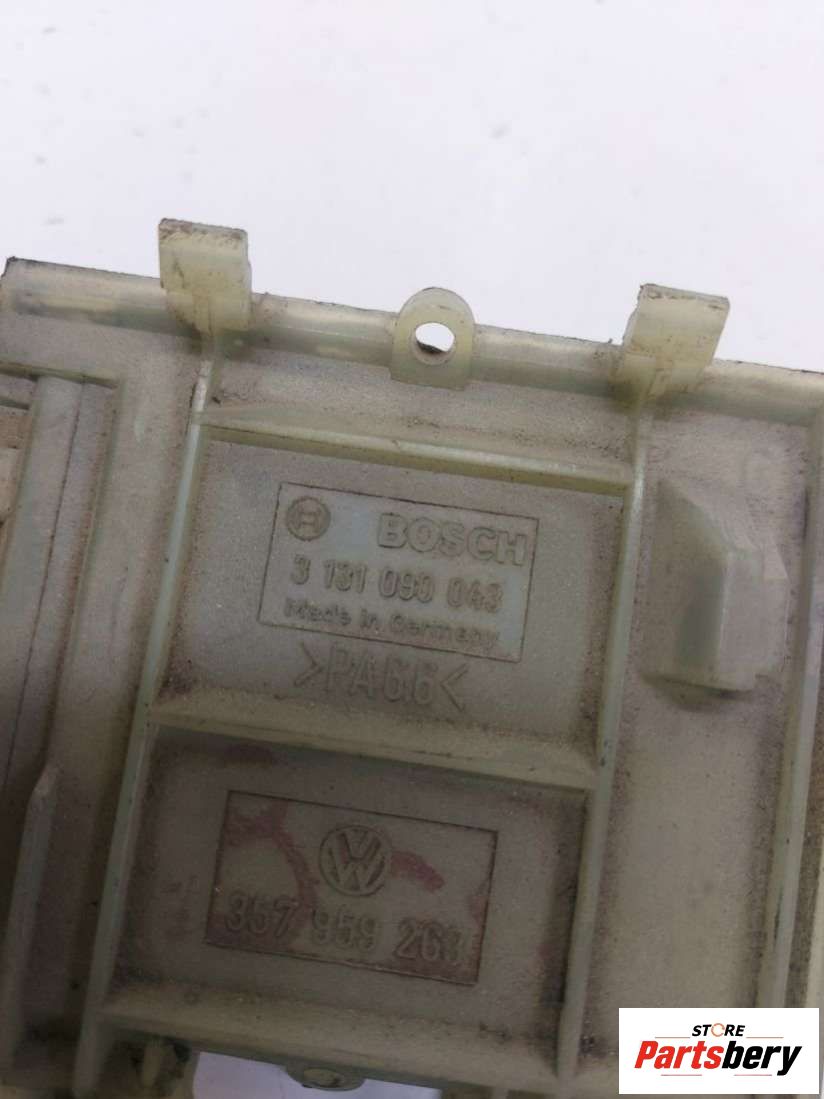 BOSCH
3 131 090 043
Made in Germany
>PA66<
357 959 263
STORE
Partsbery